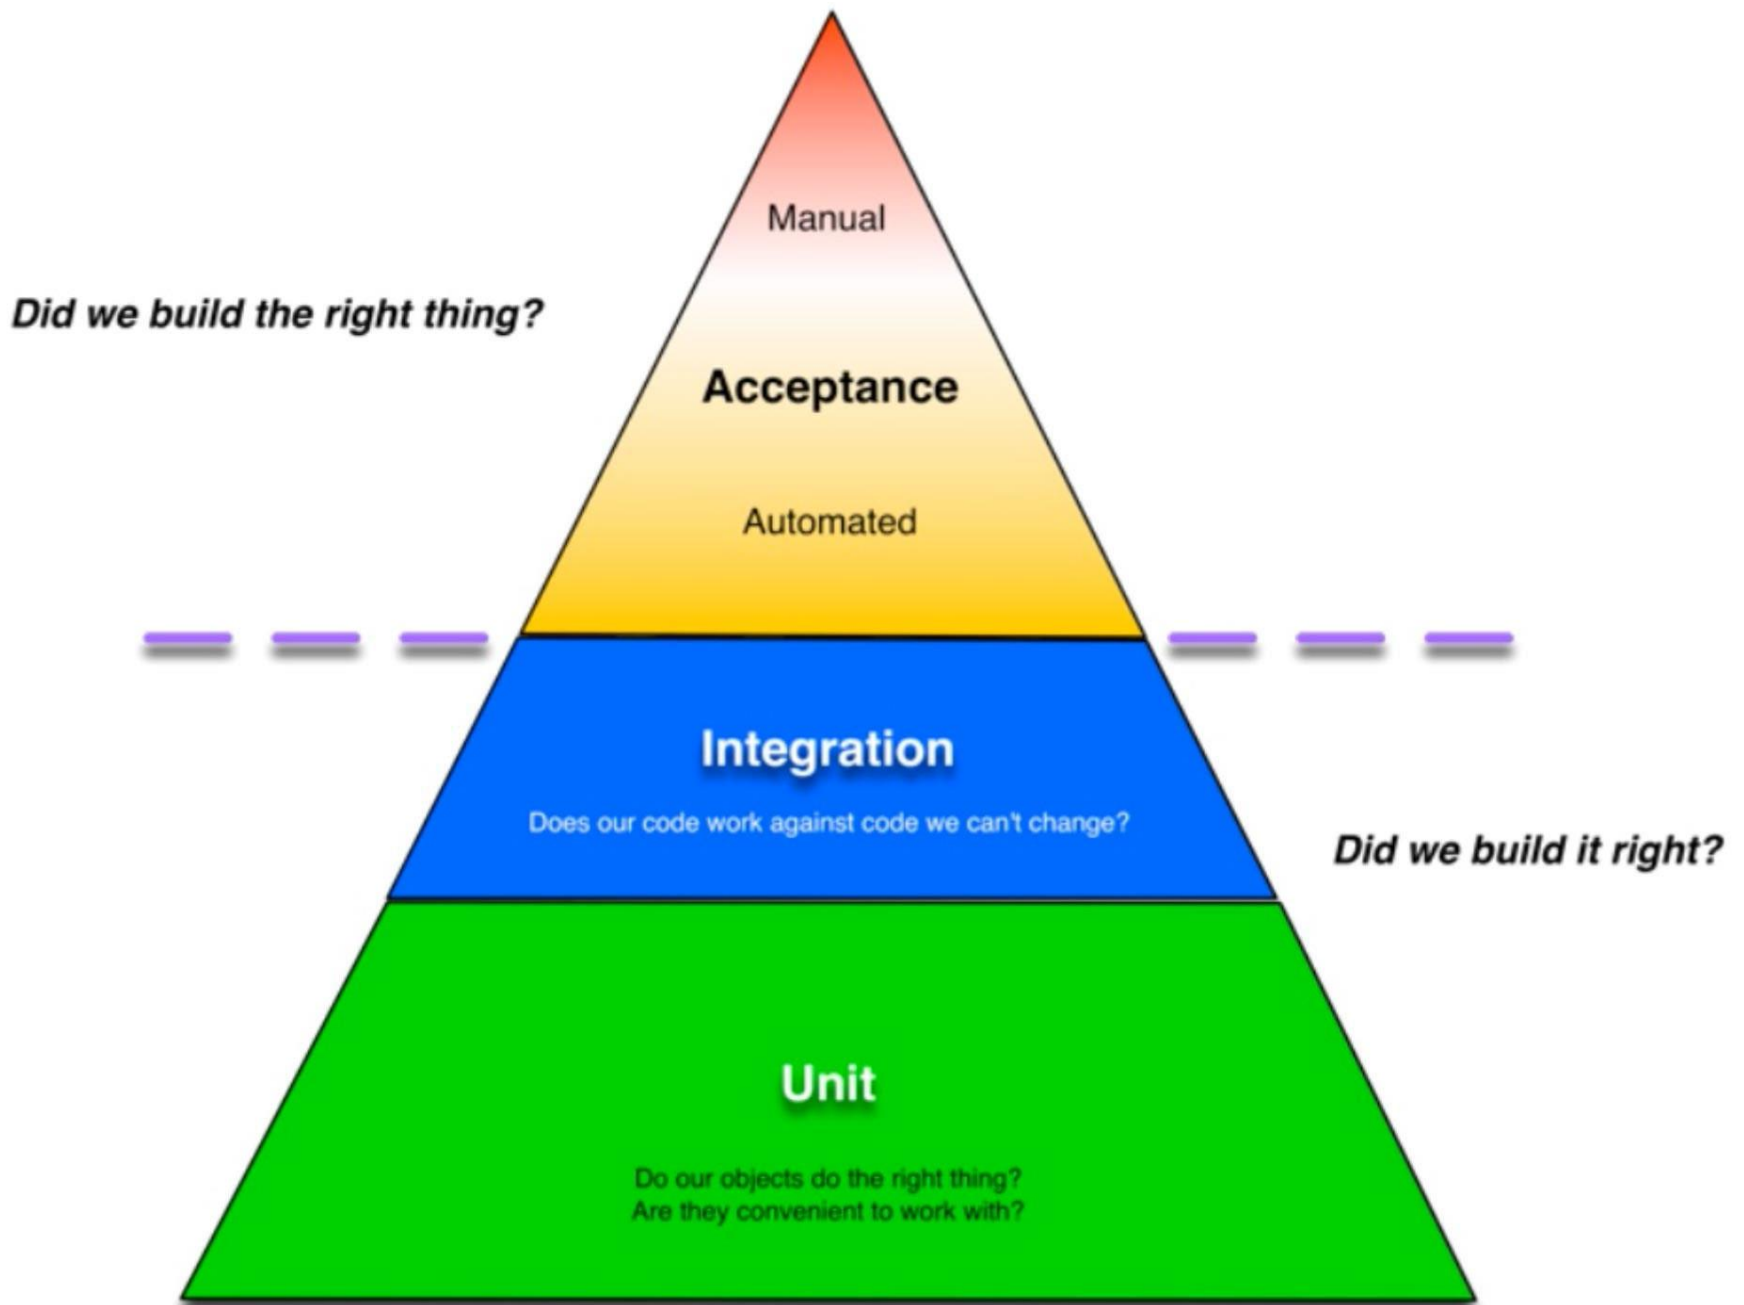 Manual
Did we build the right thing?
Acceptance
Automated
Integration
Does our code work against code we can't change?
Did we build it right?
Unit
Do our objects do the right thing?
Are they convenient to work with?